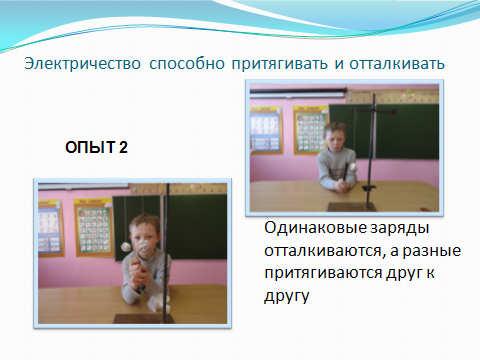 Электричество способно притягивать и отталкивать
ОПЫТ 2
Одинаковые заряды
отталкиваются, а разные
притягиваются друг к
другу